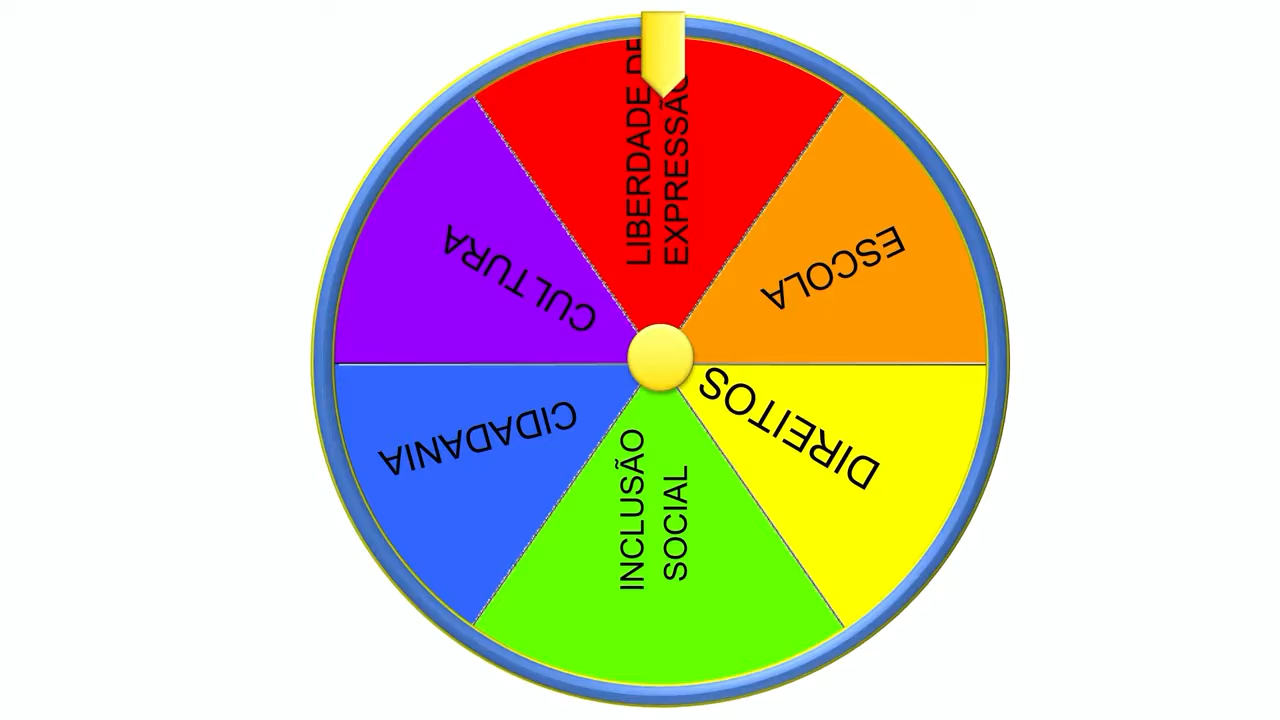 LIBERDADE DE
EXPRESSÃO
ESCOLA
DIREITOS
INCLUSÃO
SOCIAL
CIDADANIA
CULTURA